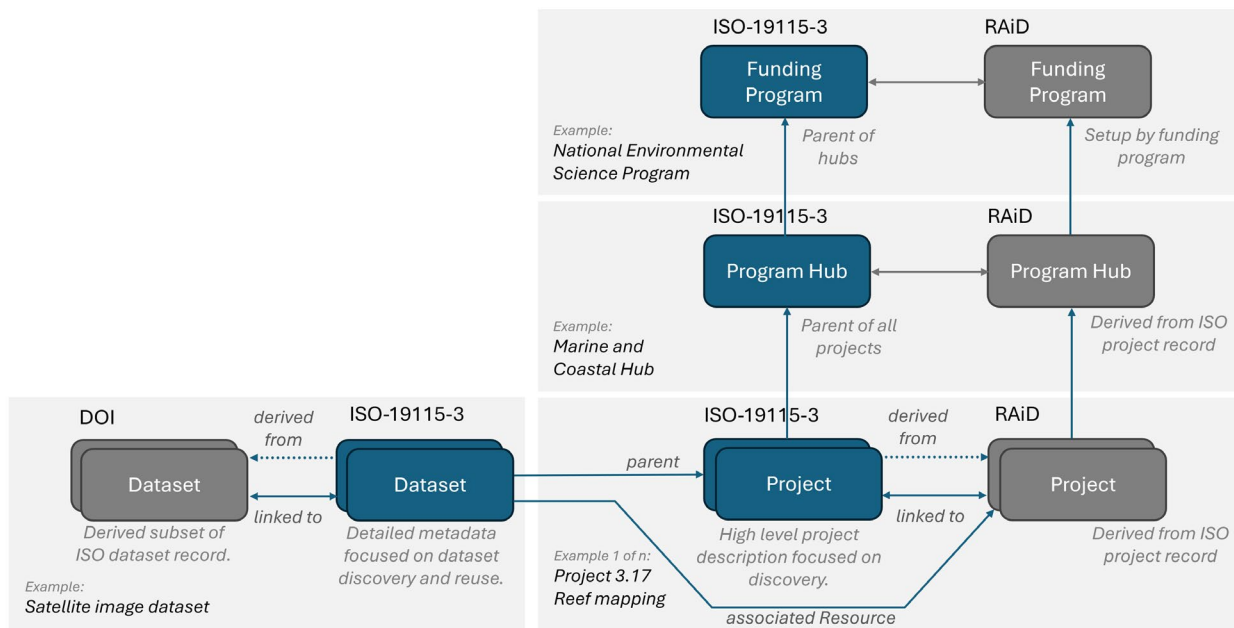 ISO-19115-3
RAiD
Funding
Program
Funding
Program
Example:
National Environmental
Science Program
Parent of
hubs
Setup by funding
program
ISO-19115-3
RAiD
Program Hub
Program Hub
Example:
Marine and
Coastal Hub
Parent of all
projects
Derived from ISO
project record
DOI
derived
from
ISO-19115-3
Dataset
Dataset
linked to
Derived subset of
ISO dataset record.
Detailed metadata
focused on dataset
discovery and reuse.
Example:
Satellite image dataset
parent
ISO-19115-3
derived
from
RAiD
Project
Project
linked to
High level project
description focused on
discovery.
Derived from ISO
project record
Example 1 of n:
Project 3.17
Reef mapping
associated Resource